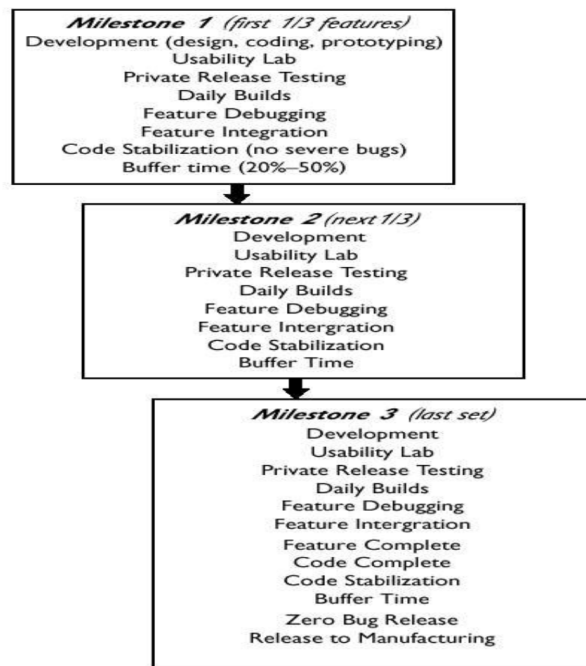 Milestone 1 (first 1/3 features)
Development (design, coding, prototyping)
Usability Lab
Private Release Testing
Daily Builds
Feature Debugging
Feature Integration
Code Stabilization (no severe bugs)
Buffer time (20%–50%)
Milestone 2 (next 1/3)
Development
Usability Lab
Private Release Testing
Daily Builds
Feature Debugging
Feature Intergration
Code Stabilization
Buffer Time
Milestone 3 (last set)
Development
Usability Lab
Private Release Testing
Daily Builds
Feature Debugging
Feature Intergration
Feature Complete
Code Complete
Code Stabilization
Buffer Time
Zero Bug Release
Release to Manufacturing